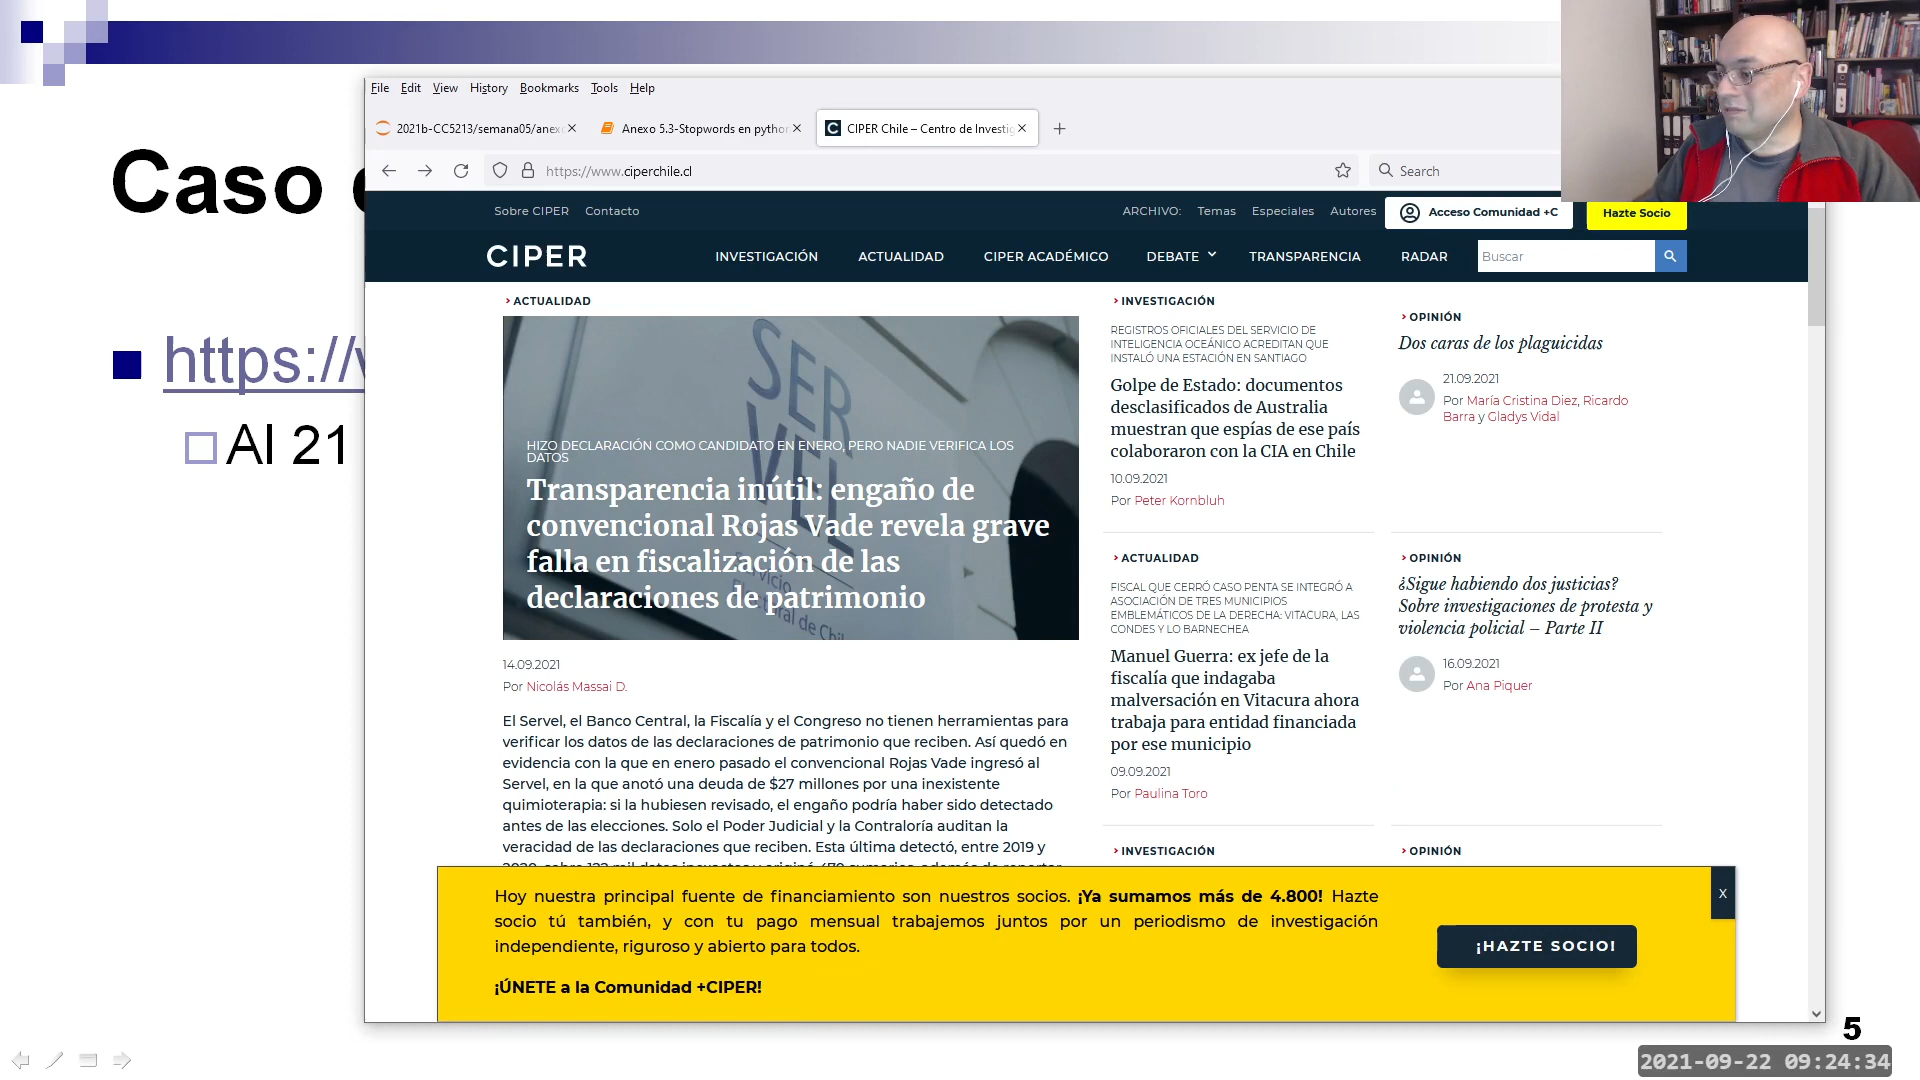 Caso
https://
Al 21
File Edit View History Bookmarks Tools Help
2021b-CC5213/semana05/anex
Anexo 5.3-Stopwords en pythor
CIPER Chile – Centro de Investig
https://www.ciperchile.cl
Search
Sobre CIPER Contacto
ARCHIVO: Temas Especiales Autores
Acceso Comunidad +C
Hazte Socio
CIPER
INVESTIGACIÓN ACTUALIDAD CIPER ACADÉMICO DEBATE TRANSPARENCIA RADAR
Buscar
ACTUALIDAD
SERVEL
HIZO DECLARACIÓN COMO CANDIDATO EN ENERO, PERO NADIE VERIFICA LOS
DATOS
Transparencia inútil: engaño de
convencional Rojas Vade revela grave
falla en fiscalización de las
declaraciones de patrimonio
14.09.2021
Por Nicolás Massai D.
El Servel, el Banco Central, la Fiscalía y el Congreso no tienen herramientas para
verificar los datos de las declaraciones de patrimonio que reciben. Así quedó en
evidencia con la que en enero pasado el convencional Rojas Vade ingresó al
Servel, en la que anotó una deuda de $27 millones por una inexistente
quimioterapia: si la hubiesen revisado, el engaño podría haber sido detectado
antes de las elecciones. Solo el Poder Judicial y la Contraloría auditan la
veracidad de las declaraciones que reciben. Esta última detectó, entre 2019 y
INVESTIGACIÓN
REGISTROS OFICIALES DEL SERVICIO DE
INTELIGENCIA OCEÁNICO ACREDITAN QUE
INSTALÓ UNA ESTACIÓN EN SANTIAGO
Golpe de Estado: documentos
desclasificados de Australia
muestran que espías de ese país
colaboraron con la CIA en Chile
10.09.2021
Por Peter Kornbluh
ACTUALIDAD
FISCAL QUE CERRÓ CASO PENTA SE INTEGRÓ A
ASOCIACIÓN DE TRES MUNICIPIOS
EMBLEMÁTICOS DE LA DERECHA: VITACURA, LAS
CONDES Y LO BARNECHEA
Manuel Guerra: ex jefe de la
fiscalía que indagaba
malversación en Vitacura ahora
trabaja para entidad financiada
por ese municipio
09.09.2021
Por Paulina Toro
INVESTIGACIÓN
OPINIÓN
Dos caras de los plaguicidas
21.09.2021
Por María Cristina Diez, Ricardo
Barra y Gladys Vidal
OPINIÓN
¿Sigue habiendo dos justicias?
Sobre investigaciones de protesta y
violencia policial – Parte II
16.09.2021
Por Ana Piquer
OPINIÓN
Hoy nuestra principal fuente de financiamiento son nuestros socios. ¡Ya sumamos más de 4.800! Hazte
socio tú también, y con tu pago mensual trabajemos juntos por un periodismo de investigación
independiente, riguroso y abierto para todos.
¡ÚNETE a la Comunidad +CIPER!
¡HAZTE SOCIO!
X
5
2021-09-22 09:24:34